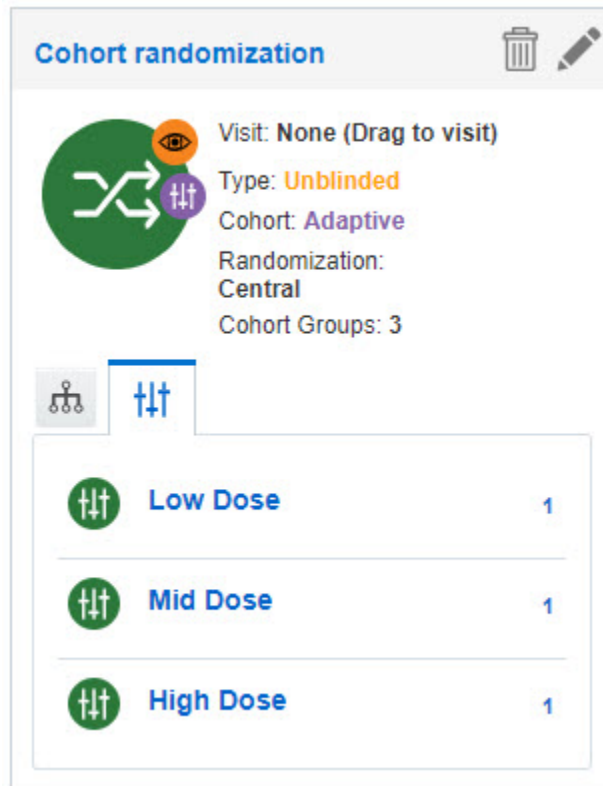 Cohort randomization
Visit: None (Drag to visit)
Type: Unblinded
Cohort: Adaptive
Randomization:
Central
Cohort Groups: 3
Low Dose 1
Mid Dose 1
High Dose 1